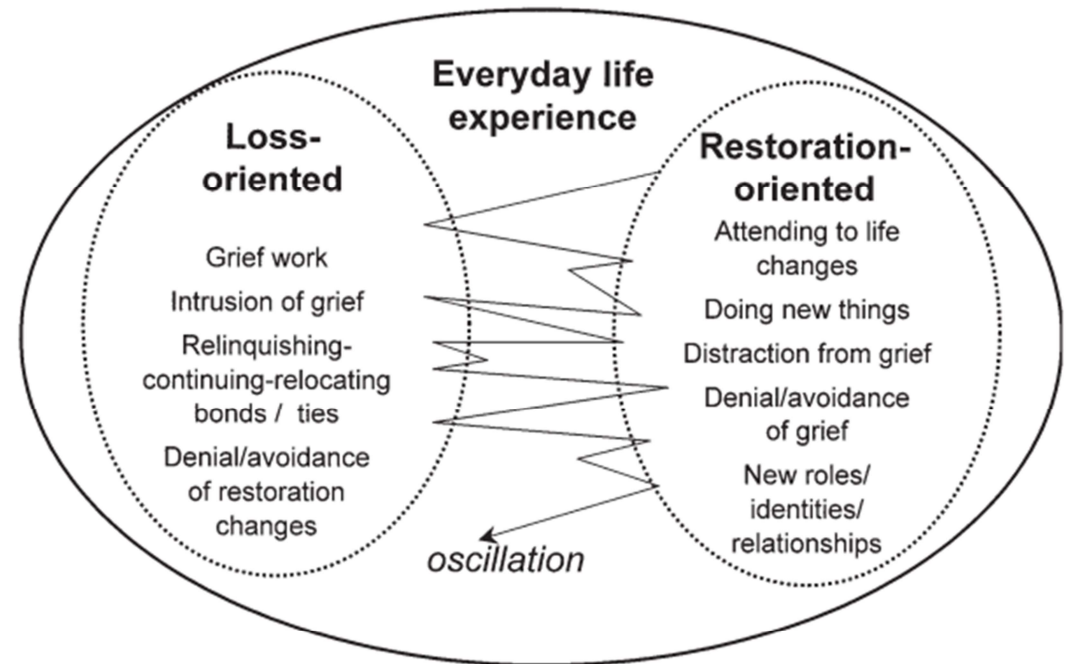 Everyday life
experience
Loss-
oriented
Grief work
Intrusion of grief
Relinquishing-
continuing-relocating
bonds / ties
Denial/avoidance
of restoration
changes
Restoration-
oriented
Attending to life
changes
Doing new things
Distraction from grief
Denial/avoidance
of grief
New roles/
identities/
relationships
oscillation